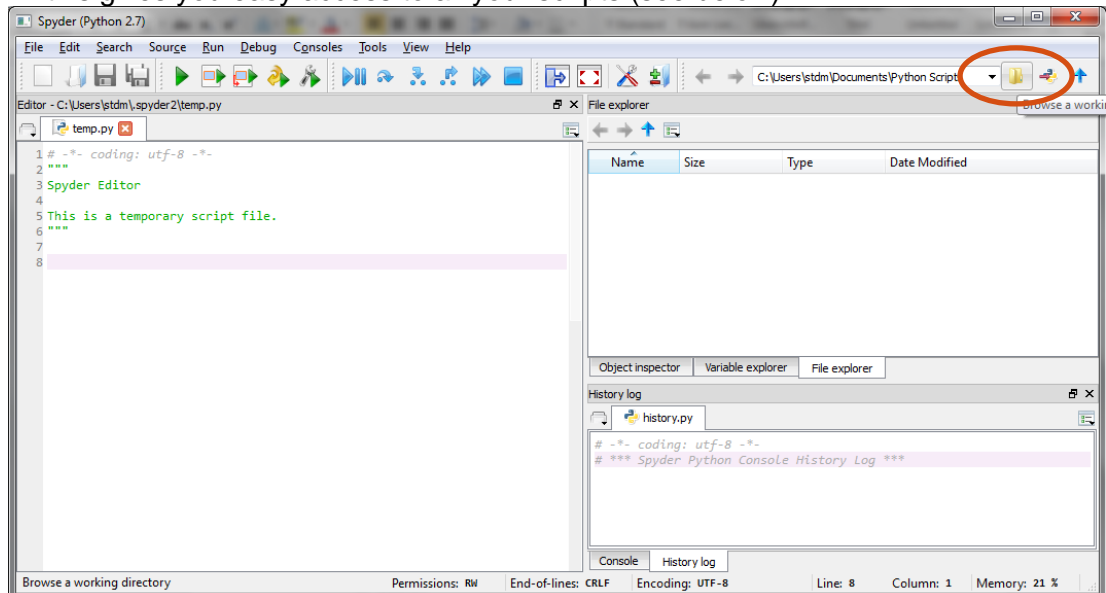 Spyder (Python 2.7)
File Edit Search Source Run Debug Consoles Tools View Help
C:\Users\stdm\Documents\Python Script
Browse a workin
Editor - C:\Users\stdm\.spyder2\temp.py
File explorer
temp.py
Name Size Type Date Modified
1 # -*- coding: utf-8 -*-
2 """
3 Spyder Editor
4
5 This is a temporary script file.
6 """
7
8
Object inspector Variable explorer File explorer
History log
history.py
# -*- coding: utf-8 -*-
# *** Spyder Python Console History Log ***
Console History log
Browse a working directory Permissions: RW End-of-lines: CRLF Encoding: UTF-8 Line: 8 Column: 1 Memory: 21 %